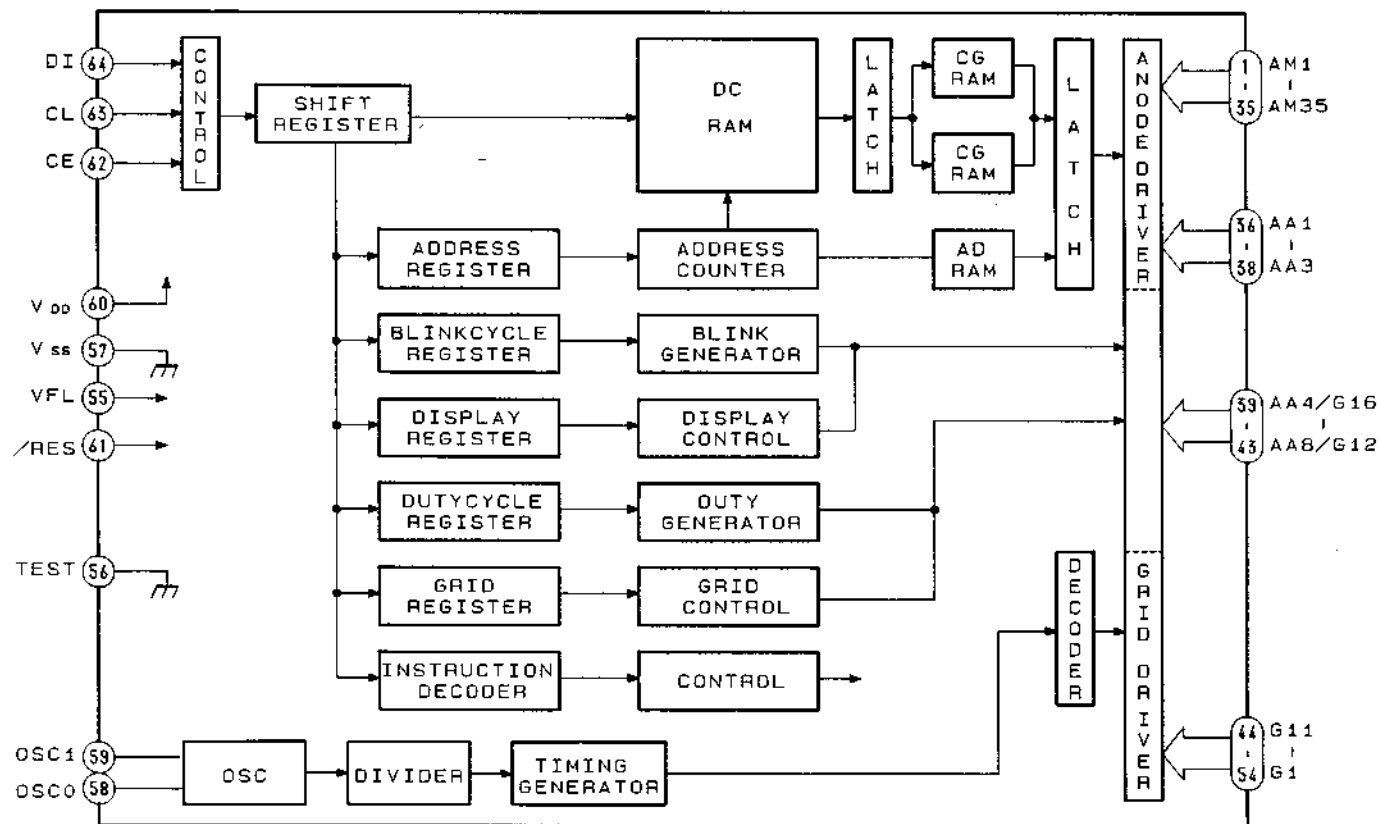 DI 64
CL 63
CE 62
VDD 60
VSS 57
VFL 55
/RES 61
TEST 56
OSC1 59
OSC0 58
CONTROL
SHIFT
REGISTER
DC
RAM
LATCH
CG
RAM
CG
RAM
LATCH
ANODE DRIVER
ADDRESS
REGISTER
ADDRESS
COUNTER
AD
RAM
BLINKCYCLE
REGISTER
BLINK
GENERATOR
DISPLAY
REGISTER
DISPLAY
CONTROL
DUTYCYCLE
REGISTER
DUTY
GENERATOR
GRID
REGISTER
GRID
CONTROL
INSTRUCTION
DECODER
CONTROL
DECODER
GRID DRIVER
OSC
DIVIDER
TIMING
GENERATOR
1 AM1
35 AM35
36 AA1
38 AA3
39 AA4/G16
43 AA8/G12
44 G11
54 G1